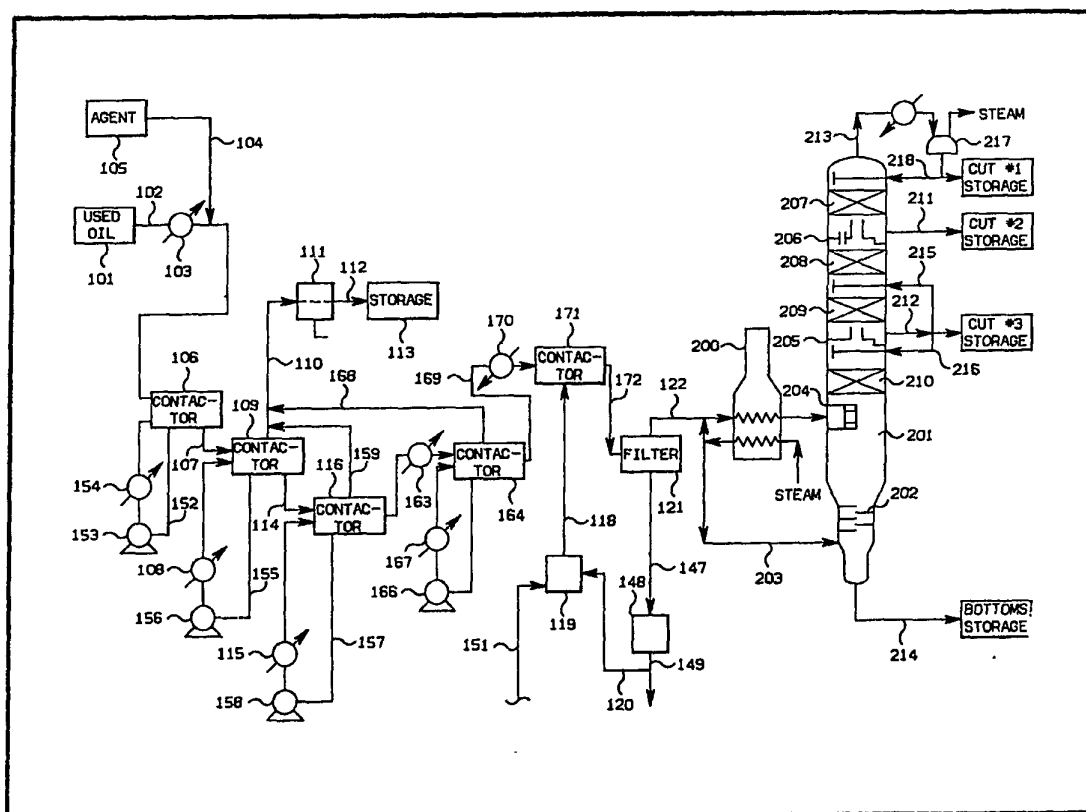 AGENT
105
104
102
USED
OIL
101
103
213
STEAM
217
218
CUT #1
STORAGE
207
211
206
CUT #2
STORAGE
208
215
209
212
205
CUT #3
STORAGE
216
210
204
201
200
202
STEAM
203
BOTTOMS
STORAGE
214
111
112
STORAGE
113
110
170
171
CONTAC-
TOR
169
172
168
122
106
CONTAC-
TOR
109
CONTAC-
TOR
107
116
159
CONTAC-
TOR
163
CONTAC-
TOR
164
FILTER
121
154
153
152
114
118
108
155
156
167
166
119
147
148
115
157
158
151
149
120